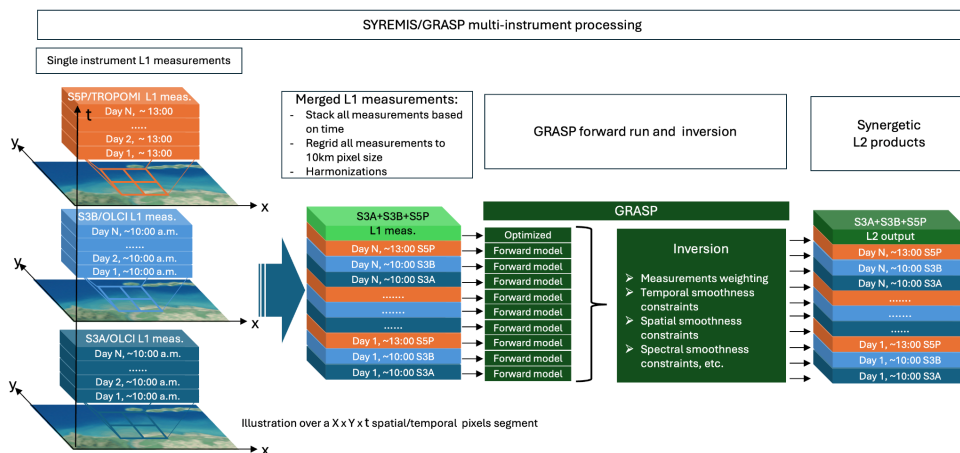 SYREMIS/GRASP multi-instrument processing
Single instrument L1 measurements
S5P/TROPOMI L1 meas.
Day N, ~ 13:00
.....
Day 2, ~ 13:00
Day 1, ~ 13:00
t
y
x
S3B/OLCI L1 meas.
Day N, ~10:00 a.m.
......
Day 2, ~10:00 a.m.
Day 1, ~10:00 a.m.
y
x
S3A/OLCI L1 meas.
Day N, ~10:00 a.m.
......
Day 2, ~10:00 a.m.
Day 1, ~10:00 a.m.
y
x
Merged L1 measurements:
- Stack all measurements based
on time
- Regrid all measurements to
10km pixel size
- Harmonizations
S3A+S3B+S5P
L1 meas.
Day N, ~13:00 S5P
Day N, ~10:00 S3B
Day N, ~10:00 S3A
.......
.......
......
Day 1, ~13:00 S5P
Day 1, ~10:00 S3B
Day 1, ~10:00 S3A
GRASP forward run and inversion
GRASP
Optimized
Forward model
Forward model
Forward model
Forward model
Forward model
Forward model
Forward model
Forward model
Forward model
Inversion
➤ Measurements weighting
➤ Temporal smoothness
constraints
➤ Spatial smoothness
constraints
➤ Spectral smoothness
constraints, etc.
Synergetic
L2 products
S3A+S3B+S5P
L2 output
Day N, ~13:00 S5P
Day N, ~10:00 S3B
Day N, ~10:00 S3A
.......
.......
......
Day 1, ~13:00 S5P
Day 1, ~10:00 S3B
Day 1, ~10:00 S3A
Illustration over a X x Y x t spatial/temporal pixels segment